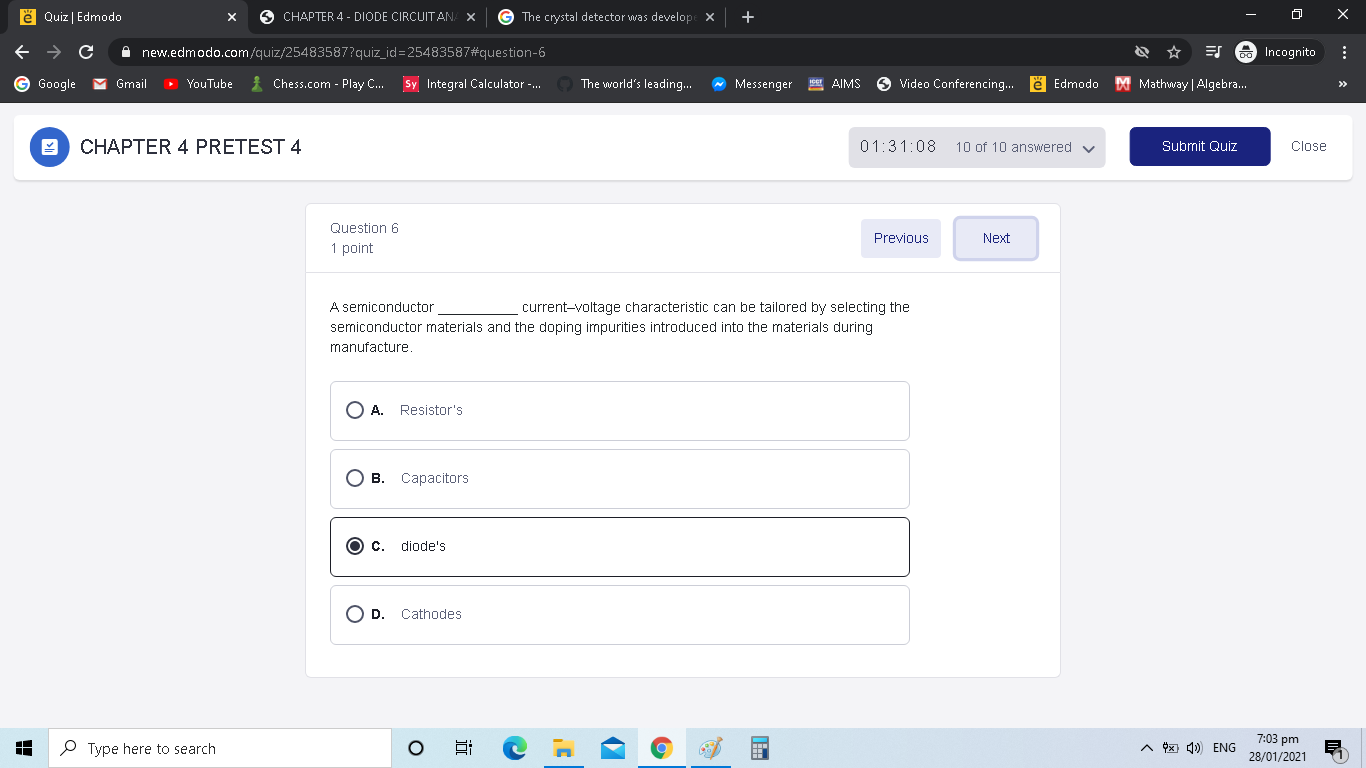 Quiz | Edmodo
CHAPTER 4 - DIODE CIRCUIT AN
The crystal detector was develop
new.edmodo.com/quiz/25483587?quiz_id=25483587#question-6
Incognito
Google Gmail YouTube Chess.com - Play C... Sy Integral Calculator -... The world's leading... Messenger AIMS Video Conferencing... Edmodo Mathway | Algebra... »
CHAPTER 4 PRETEST 4
01:31:08 10 of 10 answered
Submit Quiz
Close
Question 6
1 point
Previous
Next
A semiconductor ___________ current–voltage characteristic can be tailored by selecting the
semiconductor materials and the doping impurities introduced into the materials during
manufacture.
A. Resistor's
B. Capacitors
C. diode's
D. Cathodes
Type here to search
ENG
7:03 pm
28/01/2021
1